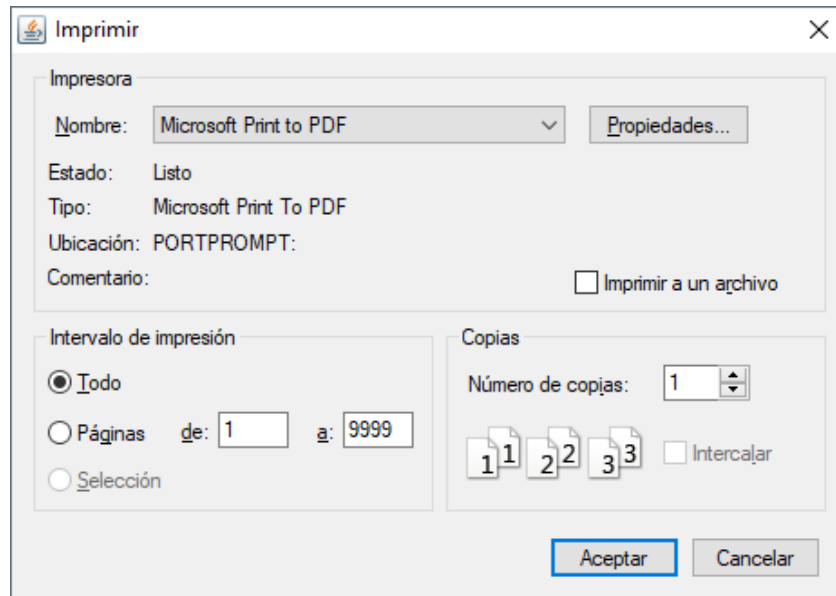 Imprimir
Impresora
Nombre: Microsoft Print to PDF Propiedades...
Estado: Listo
Tipo: Microsoft Print To PDF
Ubicación: PORTPROMPT:
Comentario:
Imprimir a un archivo
Intervalo de impresión
Todo
Páginas de: 1 a: 9999
Selección
Copias
Número de copias: 1
1 1 2 2 3 3 Intercalar
Aceptar Cancelar